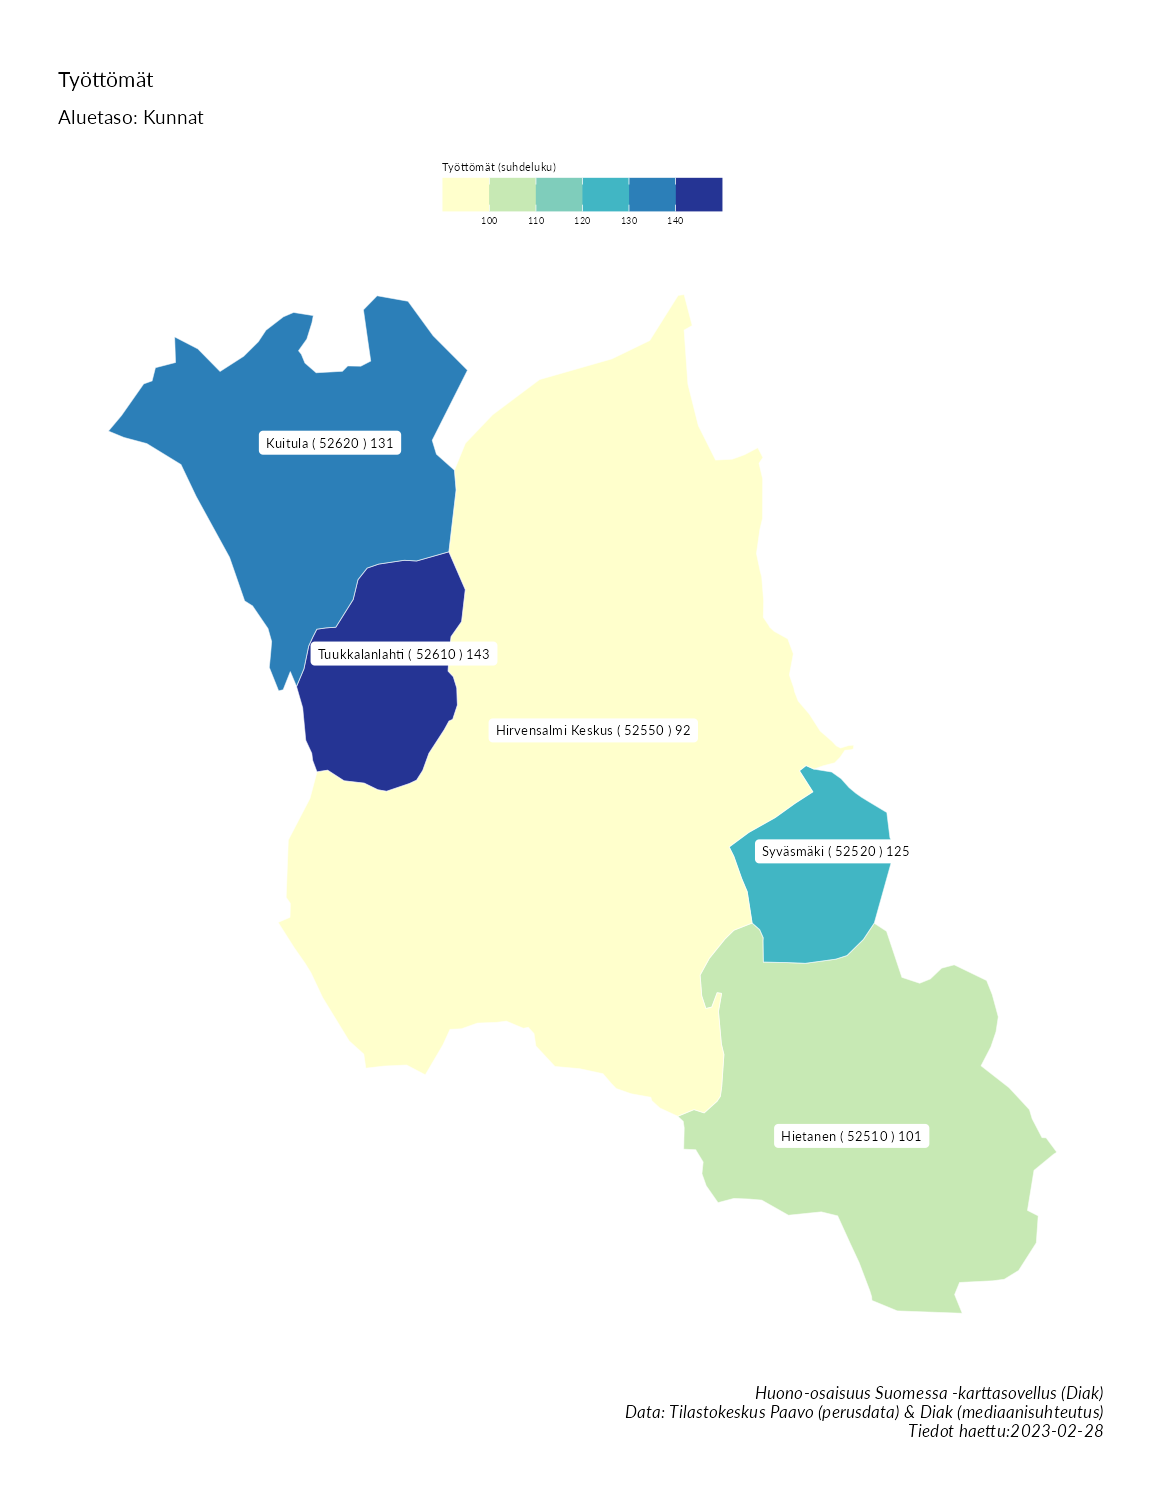 Työttömät
Aluetaso: Kunnat
Työttömät (suhdeluku)
100 110 120 130 140
Kuitula ( 52620 ) 131
Tuukkalanlahti ( 52610 ) 143
Hirvensalmi Keskus ( 52550 ) 92
Syväsmäki ( 52520 ) 125
Hietanen ( 52510 ) 101
Huono-osaisuus Suomessa -karttasovellus (Diak)
Data: Tilastokeskus Paavo (perusdata) & Diak (mediaanisuhteutus)
Tiedot haettu:2023-02-28